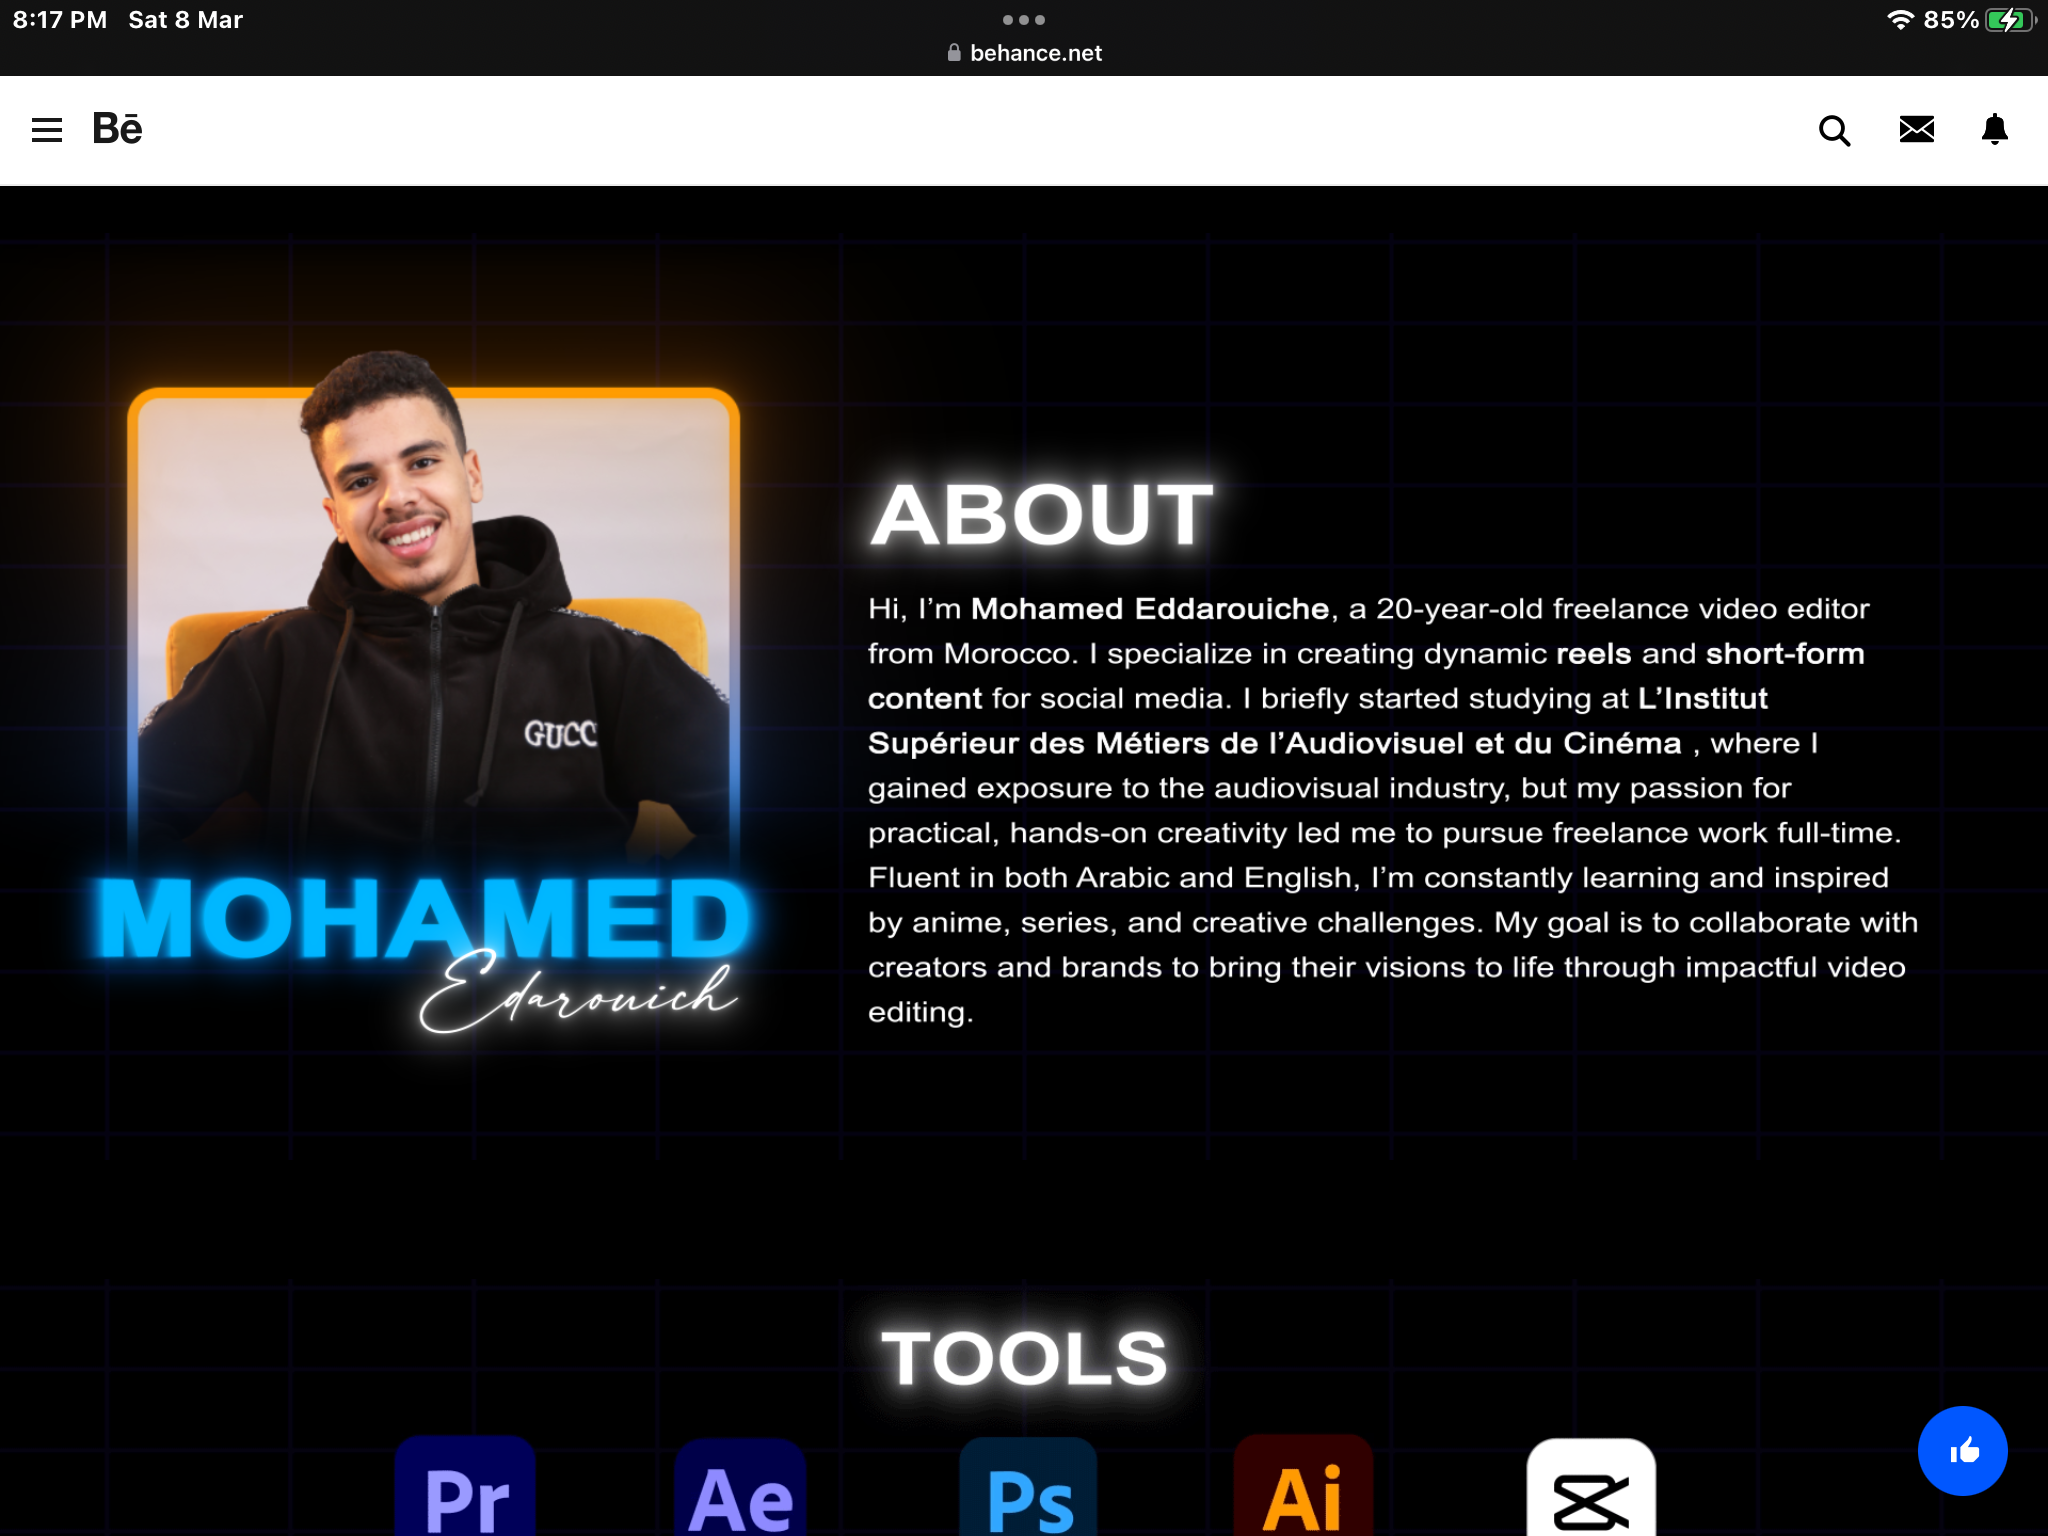 8:17 PM Sat 8 Mar
85%
behance.net
Bē
GUCC
MOHAMED
Edarouich
ABOUT
Hi, I’m Mohamed Eddarouiche, a 20-year-old freelance video editor
from Morocco. I specialize in creating dynamic reels and short-form
content for social media. I briefly started studying at L’Institut
Supérieur des Métiers de l’Audiovisuel et du Cinéma , where I
gained exposure to the audiovisual industry, but my passion for
practical, hands-on creativity led me to pursue freelance work full-time.
Fluent in both Arabic and English, I’m constantly learning and inspired
by anime, series, and creative challenges. My goal is to collaborate with
creators and brands to bring their visions to life through impactful video
editing.
TOOLS
Pr Ae Ps Ai